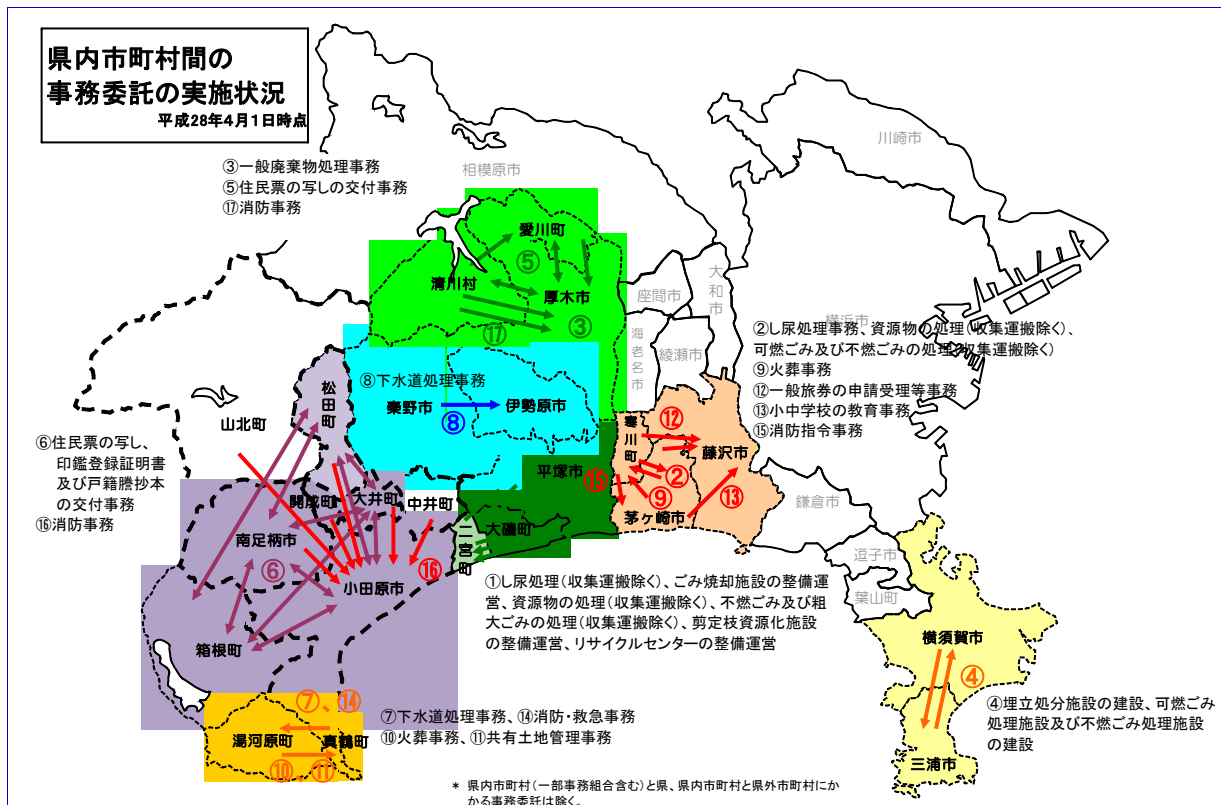 県内市町村間の
事務委託の実施状況
平成28年4月1日時点
③一般廃棄物処理事務
⑤住民票の写しの交付事務
⑰消防事務
相模原市
川崎市
愛川町
⑤
清川村
厚木市
③
⑰
座間市
大和市
横浜市
海老名市
綾瀬市
②し尿処理事務、資源物の処理(収集運搬除く)、
可燃ごみ及び不燃ごみの処理(収集運搬除く)
⑨火葬事務
⑫一般旅券の申請受理等事務
⑬小中学校の教育事務
⑮消防指令事務
⑧下水道処理事務
秦野市
伊勢原市
⑧
松田町
山北町
⑥住民票の写し、
印鑑登録証明書
及び戸籍謄抄本
の交付事務
⑯消防事務
寒川町
⑫
藤沢市
平塚市
⑮
②
⑨
⑬
茅ヶ崎市
鎌倉市
開成町
大井町
中井町
大磯町
二宮町
南足柄市
⑥
小田原市
⑯
箱根町
逗子市
葉山町
①し尿処理(収集運搬除く)、ごみ焼却施設の整備運
営、資源物の処理(収集運搬除く)、不燃ごみ及び粗
大ごみの処理(収集運搬除く)、剪定枝資源化施設
の整備運営、リサイクルセンターの整備運営
横須賀市
④
三浦市
④埋立処分施設の建設、可燃ごみ
処理施設及び不燃ごみ処理施設
の建設
⑦、⑭
湯河原町
真鶴町
⑩、⑪
⑦下水道処理事務、⑭消防・救急事務
⑩火葬事務、⑪共有土地管理事務
* 県内市町村(一部事務組合含む)と県、県内市町村と県外市町村にか
かる事務委託は除く。